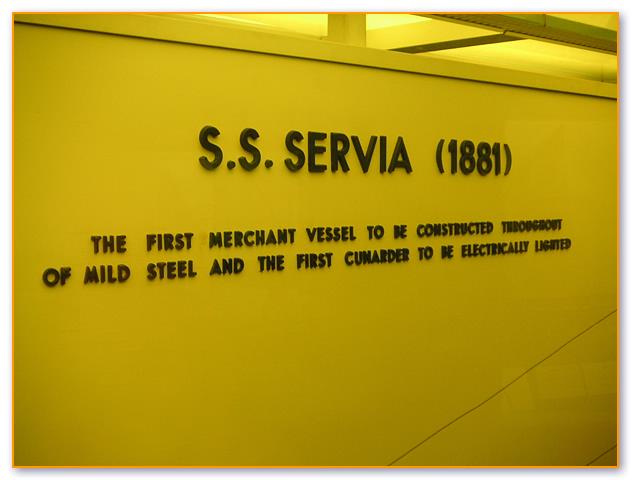 S.S. SERVIA (1881)
THE FIRST MERCHANT VESSEL TO BE CONSTRUCTED THROUGHOUT
OF MILD STEEL AND THE FIRST CUNARDER TO BE ELECTRICALLY LIGHTED